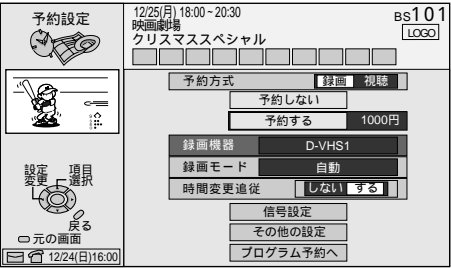 予約設定
12/25(月) 18:00~20:30
映画劇場
クリスマススペシャル
BS101
LOGO
予約方式 録画 視聴
予約しない
予約する 1000円
録画機器 D-VHS1
録画モード 自動
時間変更追従 しない する
信号設定
その他の設定
プログラム予約へ
設定変更
項目選択
戻る
元の画面
12/24(日)16:00